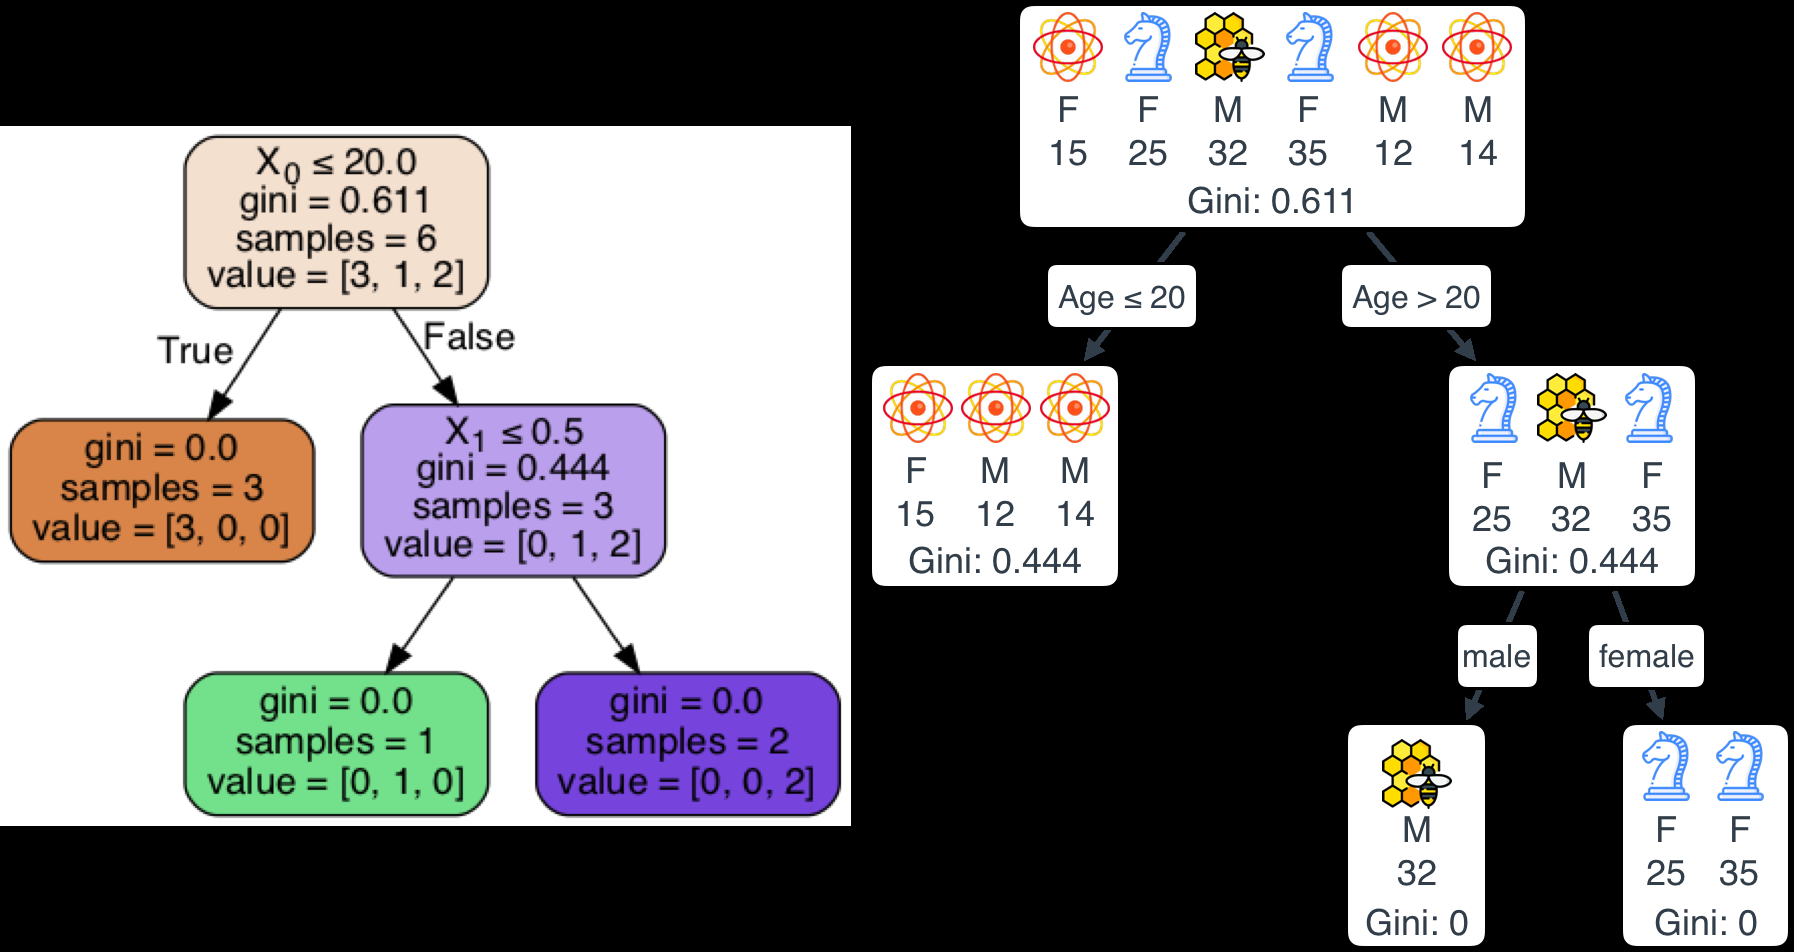 X₀ ≤ 20.0
gini = 0.611
samples = 6
value = [3, 1, 2]
True
False
gini = 0.0
samples = 3
value = [3, 0, 0]
X₁ ≤ 0.5
gini = 0.444
samples = 3
value = [0, 1, 2]
gini = 0.0
samples = 1
value = [0, 1, 0]
gini = 0.0
samples = 2
value = [0, 0, 2]
F F M F M M
15 25 32 35 12 14
Gini: 0.611
Age ≤ 20
Age > 20
F M M
15 12 14
Gini: 0.444
F M F
25 32 35
Gini: 0.444
male
female
M
32
Gini: 0
F F
25 35
Gini: 0